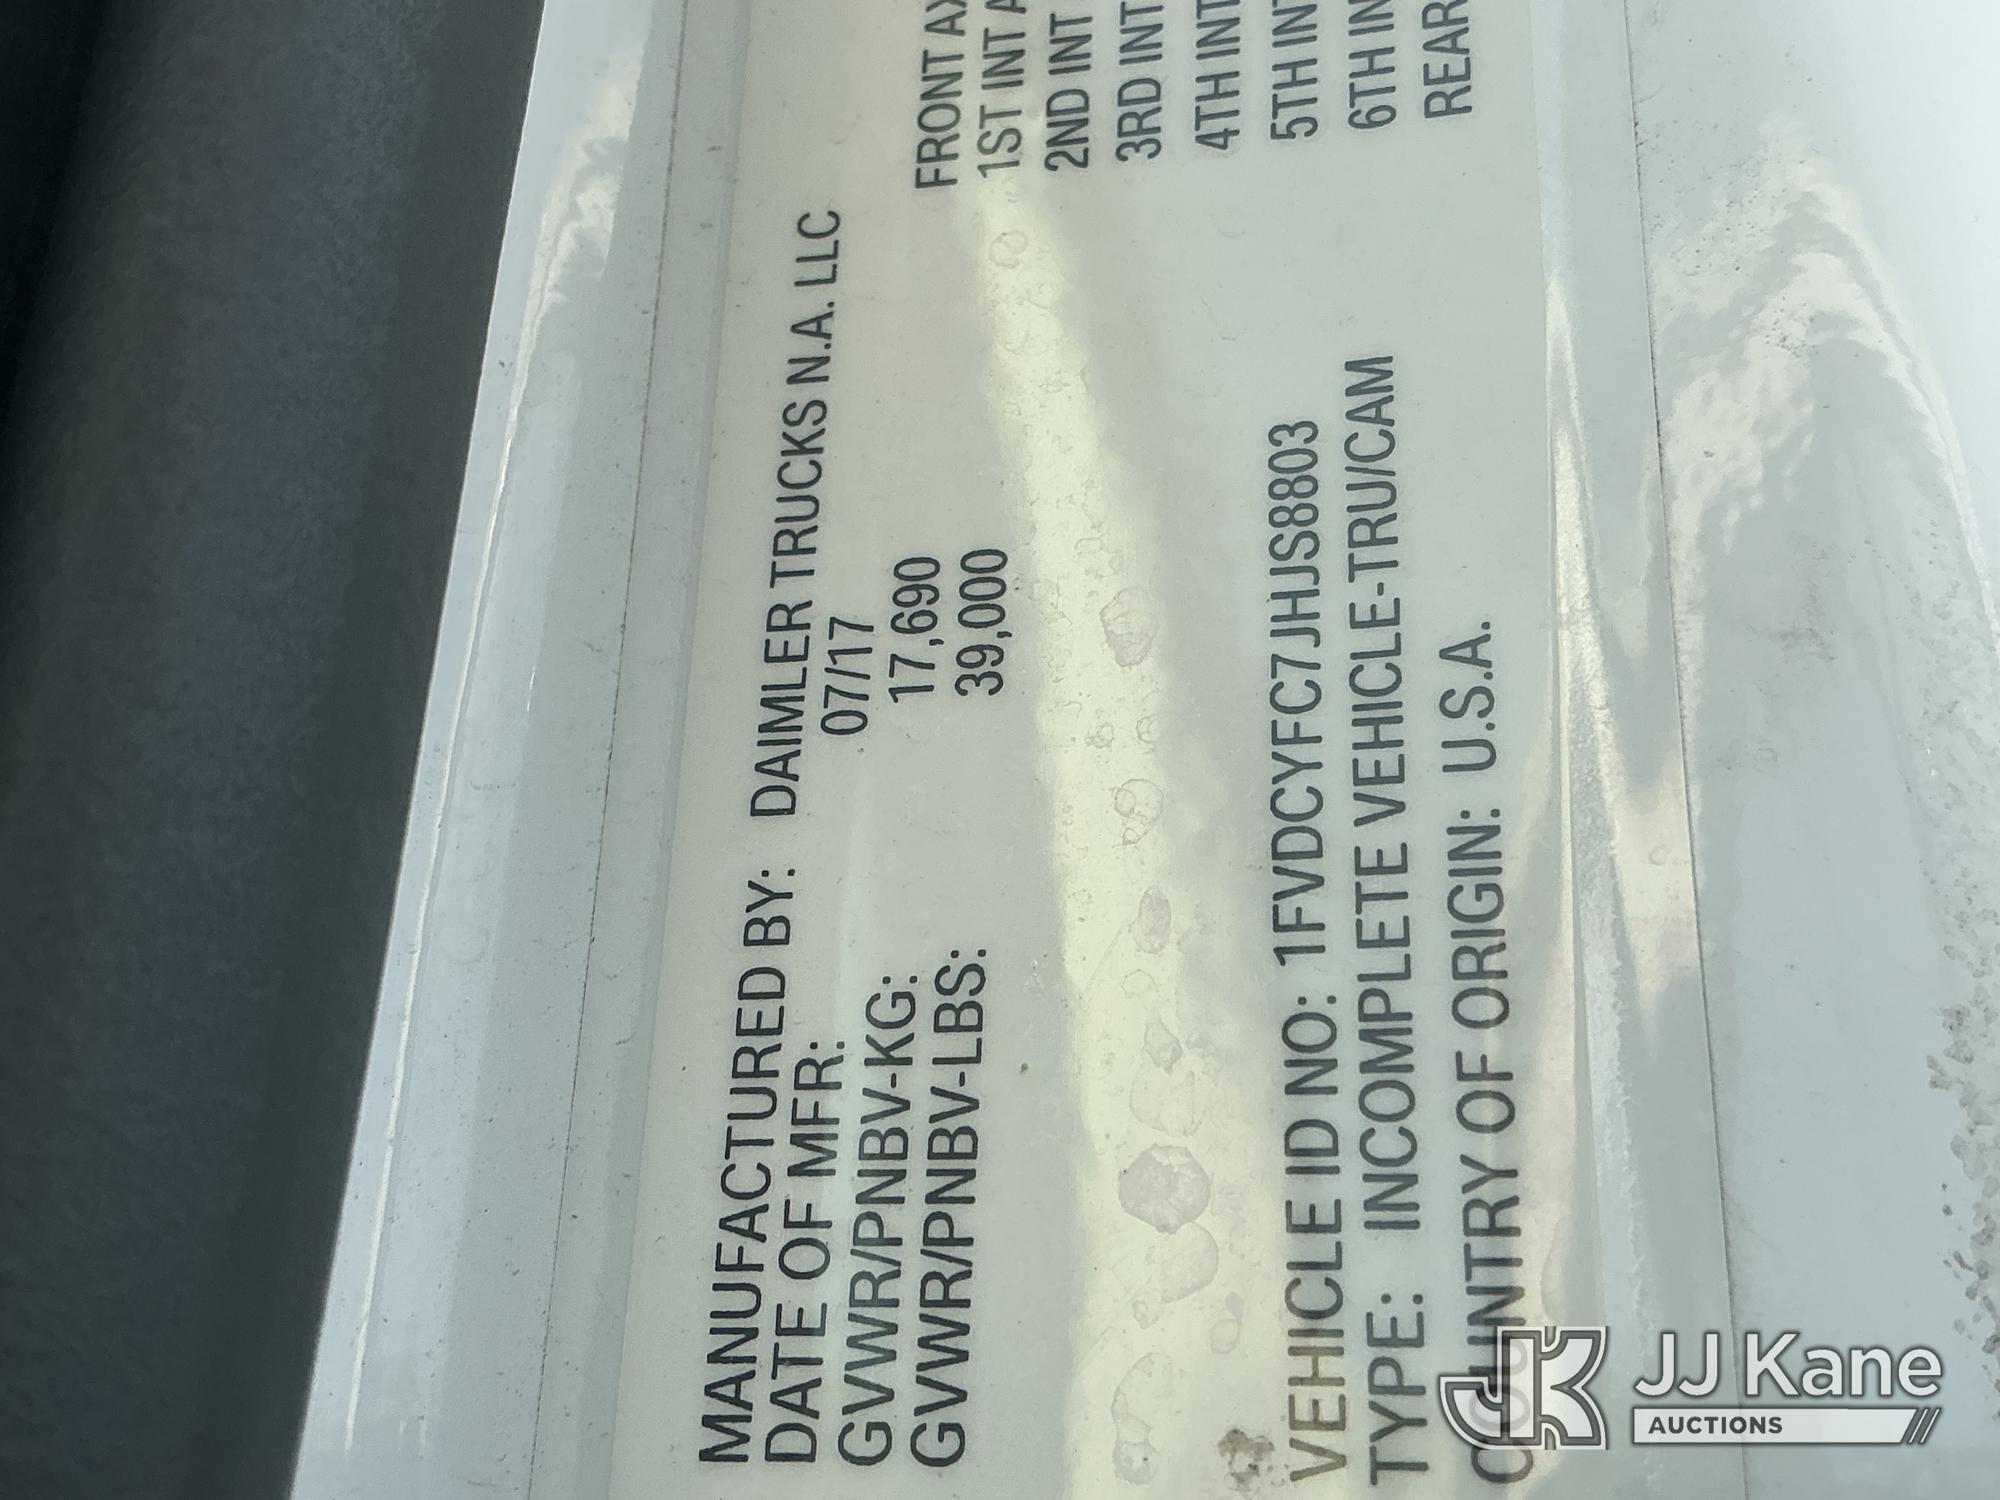 MANUFACTURED BY: DAIMLER TRUCKS N.A. LLC
DATE OF MFR: 07/17
GVWR/PNBV-KG: 17,690
GVWR/PNBV-LBS: 39,000
FRONT AX
1ST INT A
2ND INT
3RD INT
4TH INT
5TH INT
6TH IN
REAR
VEHICLE ID NO: 1FVDCYFC7JHJS8803
TYPE: INCOMPLETE VEHICLE-TRU/CAM
COUNTRY OF ORIGIN: U.S.A.
JJ Kane
AUCTIONS